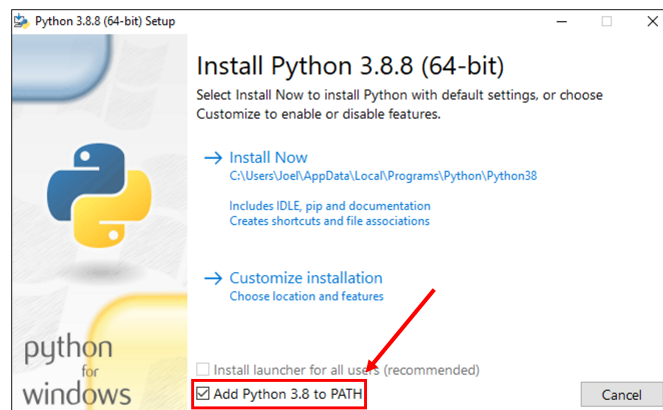 Python 3.8.8 (64-bit) Setup
Install Python 3.8.8 (64-bit)
Select Install Now to install Python with default settings, or choose
Customize to enable or disable features.
Install Now
C:\Users\Joel\AppData\Local\Programs\Python\Python38
Includes IDLE, pip and documentation
Creates shortcuts and file associations
Customize installation
Choose location and features
python
for
windows
Install launcher for all users (recommended)
Add Python 3.8 to PATH
Cancel